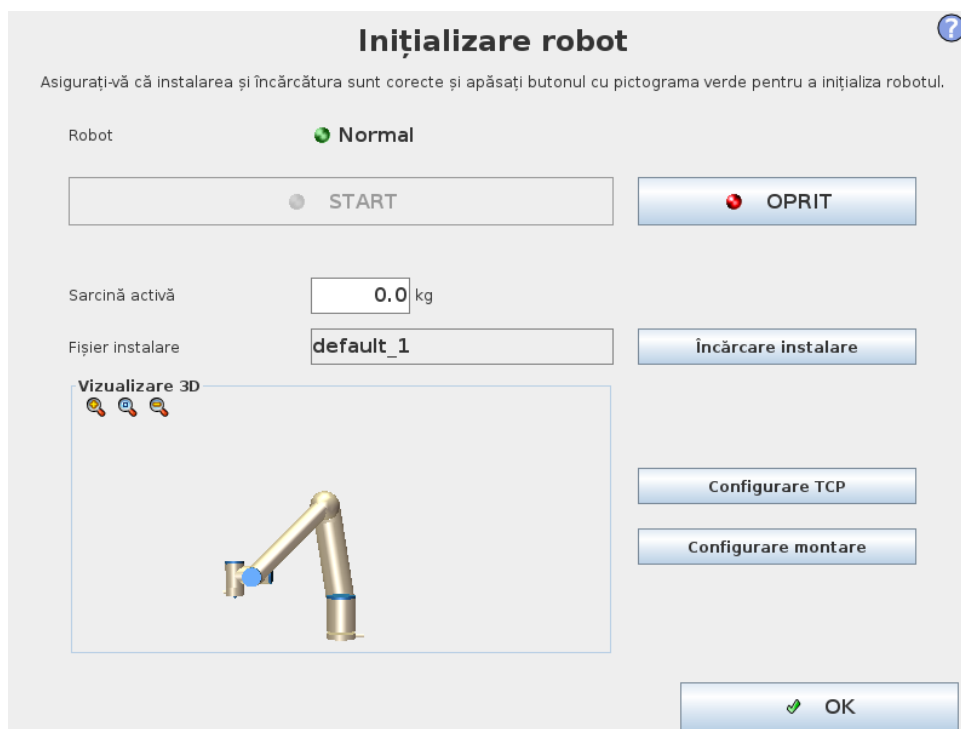 Inițializare robot
?
Asigurați-vă că instalarea și încărcătura sunt corecte și apăsați butonul cu pictograma verde pentru a inițializa robotul.
Robot Normal
START OPRIT
Sarcină activă 0.0 kg
Fișier instalare default_1 Încărcare instalare
Vizualizare 3D
Configurare TCP
Configurare montare
OK